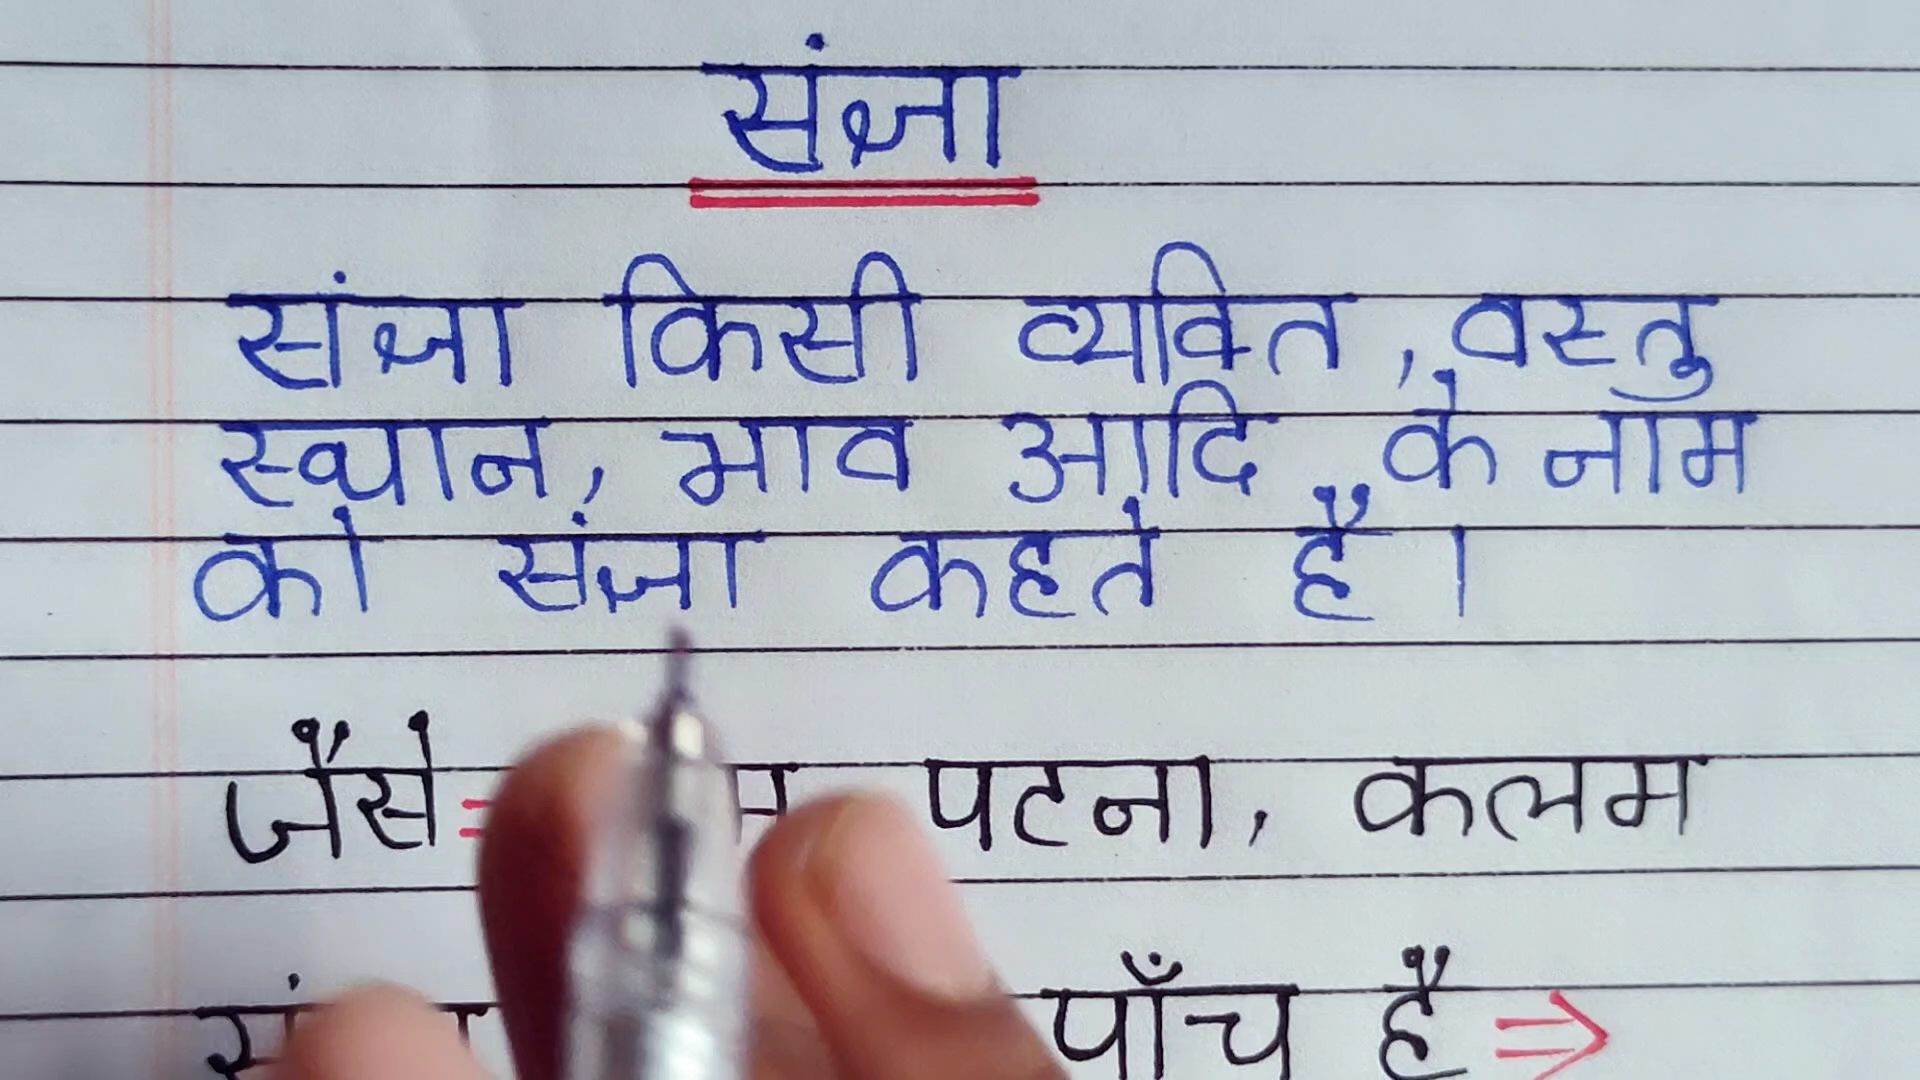 संज्ञा
संज्ञा किसी व्यक्ति, वस्तु
स्थान, भाव आदि के नाम
को संज्ञा कहते हैं।
जैसे पटना, कलम
पाँच है ⇒